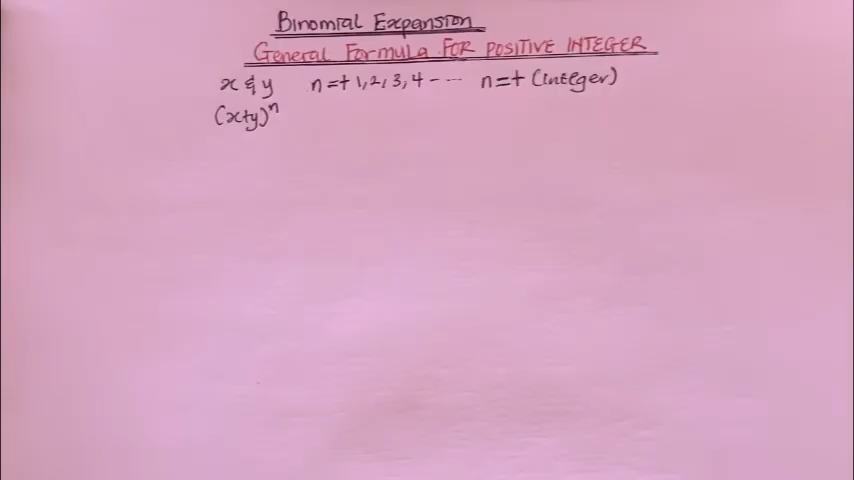 Binomial Expansion
General Formula FOR POSITIVE INTEGER
x & y n = + 1, 2, 3, 4 - - ... n = + (integer)
(x+y)^n